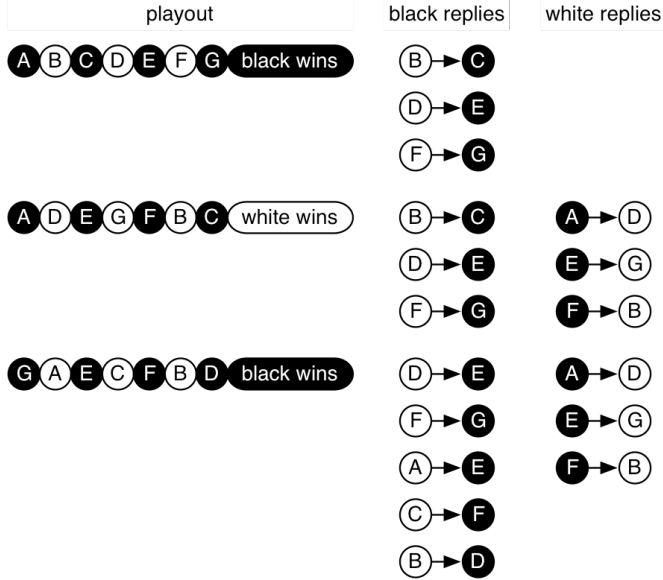 playout black replies white replies
A B C D E F G black wins B C
D E
F G
A D E G F B C white wins B C A D
D E E G
F G F B
G A E C F B D black wins D E A D
F G E G
A E F B
C F
B D